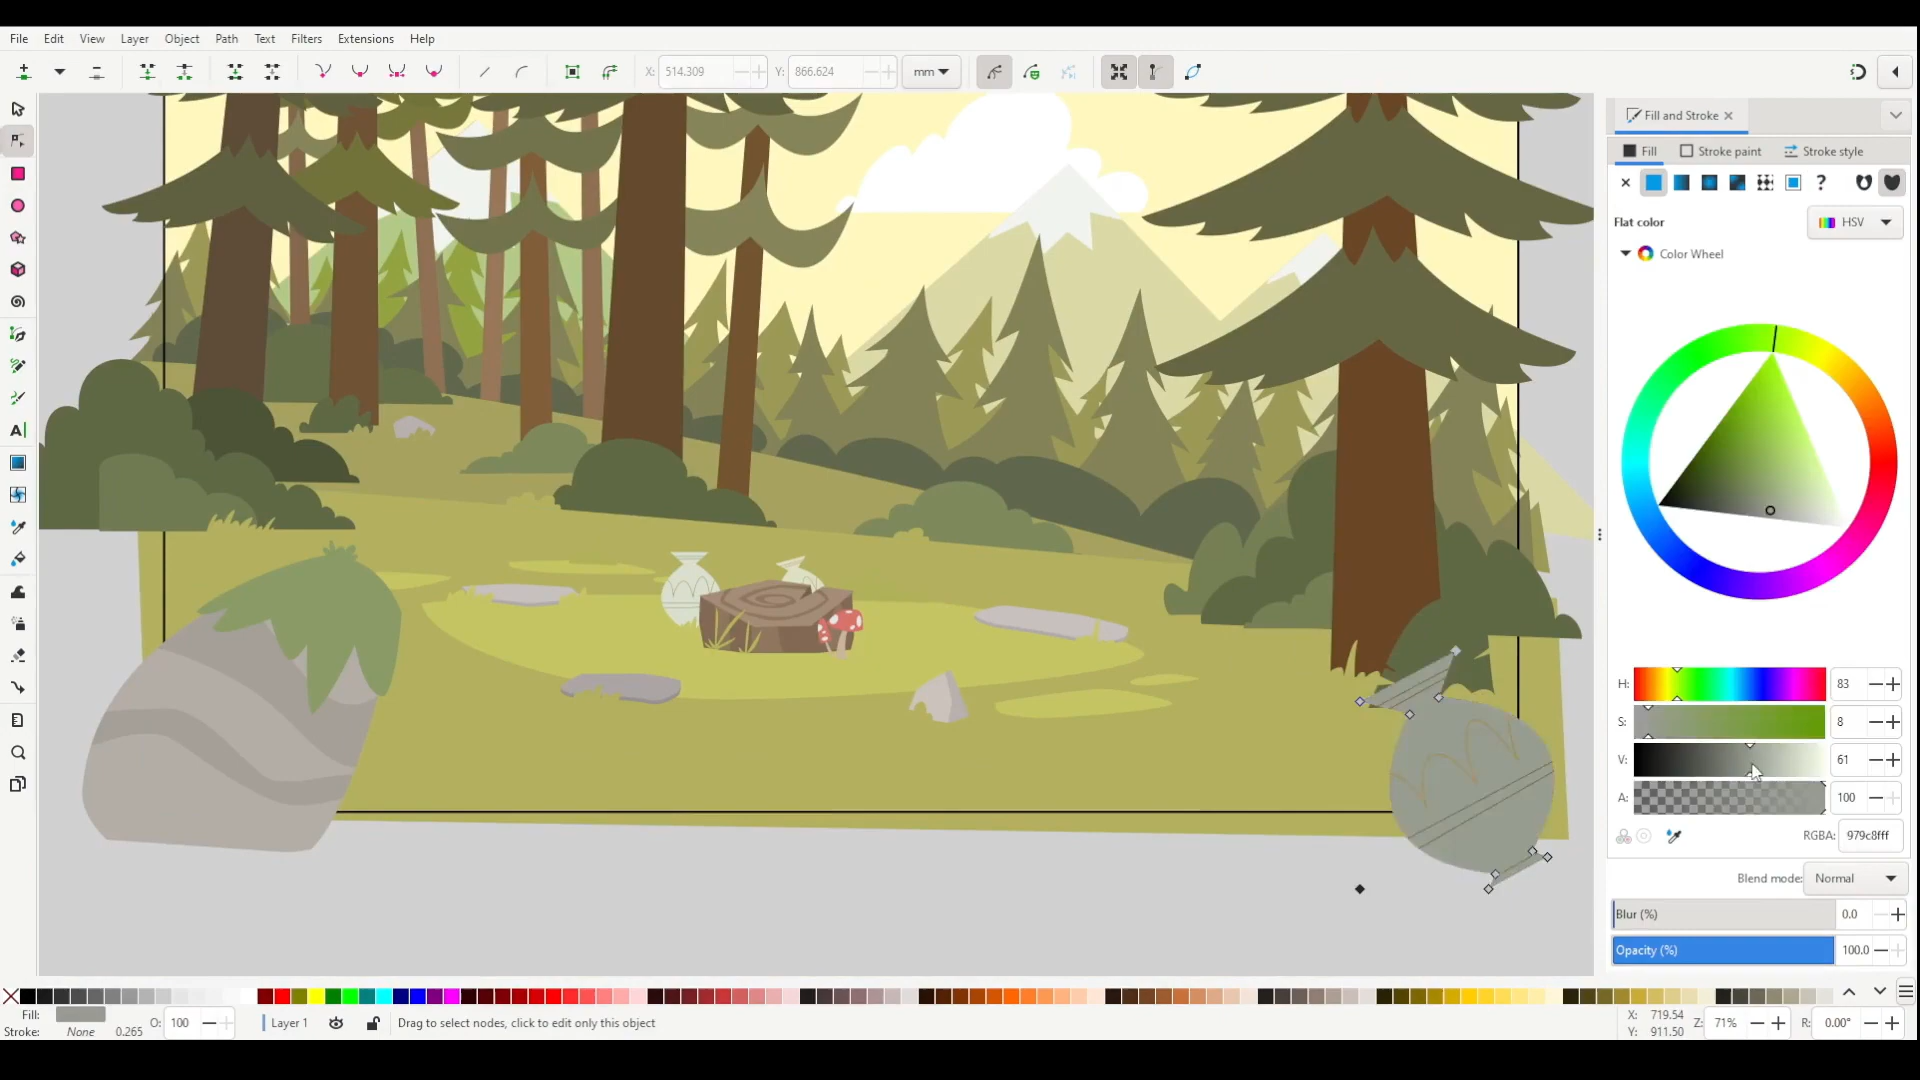 File Edit View Layer Object Path Text Filters Extensions Help
X: 514.309 Y: 866.624 mm
Fill and Stroke
Fill Stroke paint Stroke style
Flat color HSV
Color Wheel
H: 83
S: 8
V: 61
A: 100
RGBA: 979c8fff
Blend mode: Normal
Blur (%) 0.0
Opacity (%) 100.0
Fill:
Stroke: None 0.265 O: 100 Layer 1 Drag to select nodes, click to edit only this object
X: 719.54
Y: 911.50
Z: 71% R: 0.00°